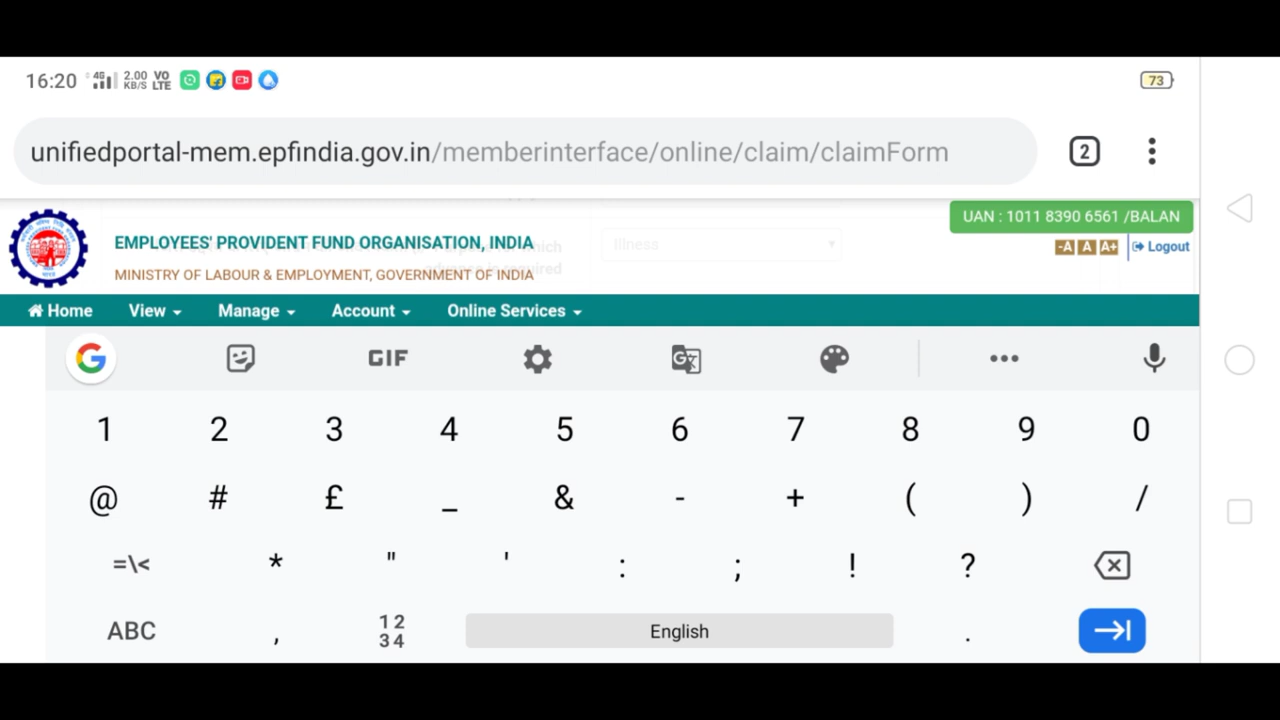 16:20 4G 2.00 KB/S VO LTE 73
unifiedportal-mem.epfindia.gov.in/memberinterface/online/claim/claimForm
2
UAN : 1011 8390 6561 /BALAN
EMPLOYEES' PROVIDENT FUND ORGANISATION, INDIA
hich
Illness
-A A A+ Logout
MINISTRY OF LABOUR & EMPLOYMENT, GOVERNMENT OF INDIA
Home View Manage Account Online Services
G GIF
1 2 3 4 5 6 7 8 9 0
@ # £ _ & - + ( ) /
=\< * " ' : ; ! ?
ABC , 12 34 English .